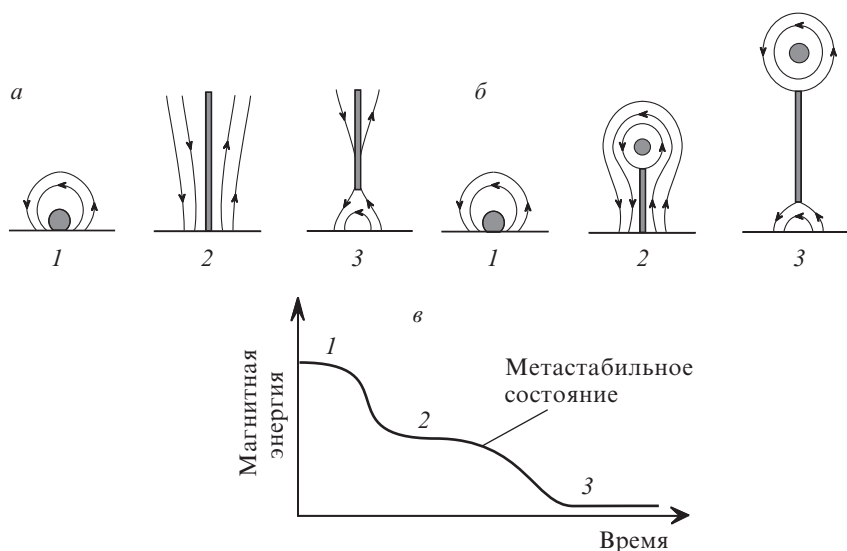 а
б
1
2
3
1
2
3
в
Магнитная
энергия
1
2
3
Метастабильное
состояние
Время